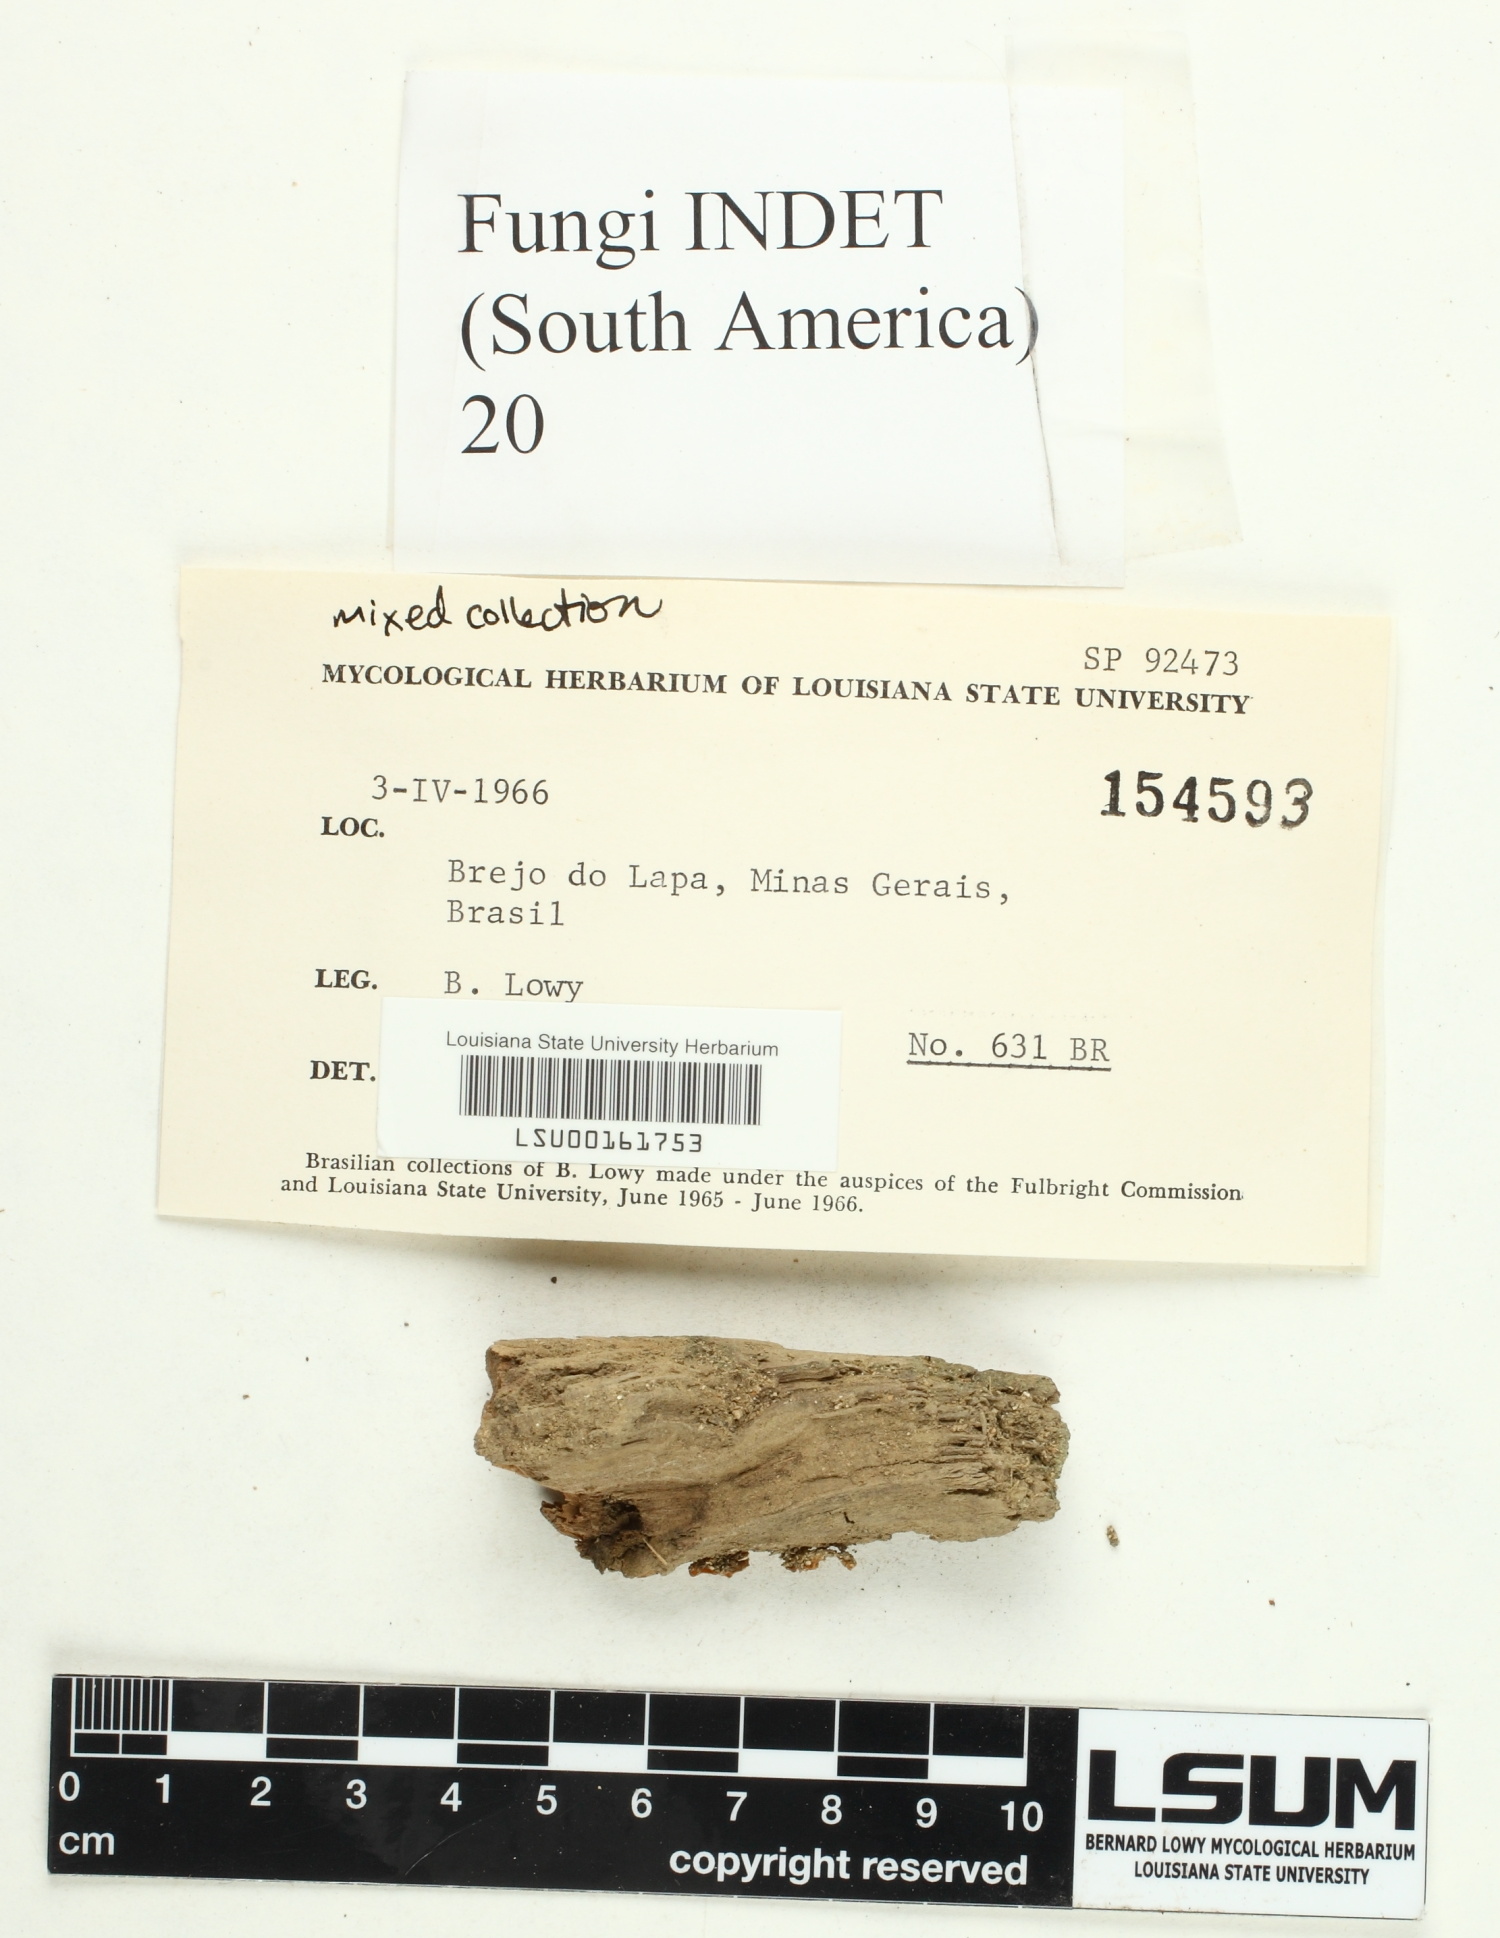 Fungi INDET
(South America)
20
mixed collection
SP 92473
MYCOLOGICAL HERBARIUM OF LOUISIANA STATE UNIVERSITY
3-IV-1966
154593
LOC.
Brejo do Lapa, Minas Gerais,
Brasil
LEG. B. Lowy
No. 631 BR
Louisiana State University Herbarium
DET.
LSU00161753
Brasilian collections of B. Lowy made under the auspices of the Fulbright Commission
and Louisiana State University, June 1965 - June 1966.
0 1 2 3 4 5 6 7 8 9 10
cm
copyright reserved
LSUM
BERNARD LOWY MYCOLOGICAL HERBARIUM
LOUISIANA STATE UNIVERSITY